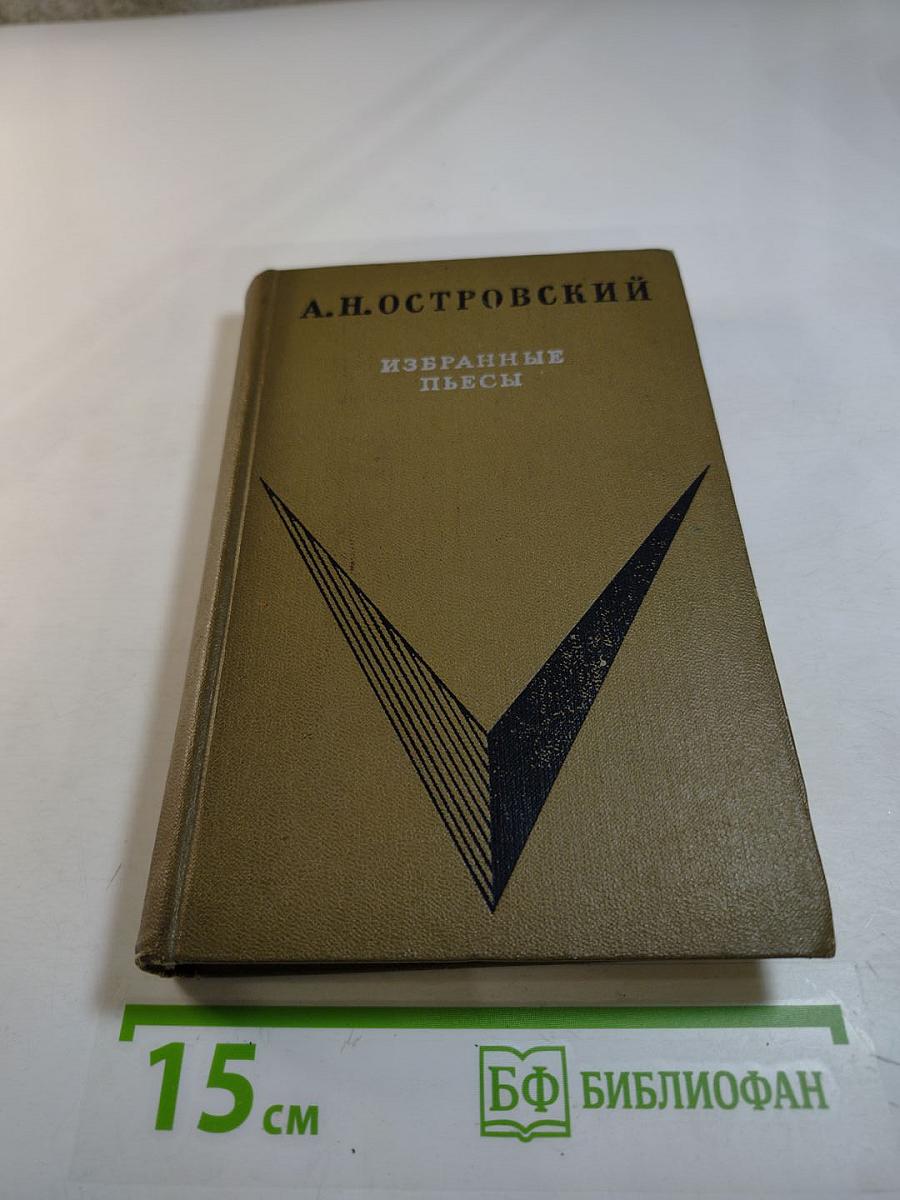 А.Н.ОСТРОВСКИЙ
ИЗБРАННЫЕ
ПЬЕСЫ
15 СМ
БФ БИБЛИОФАН